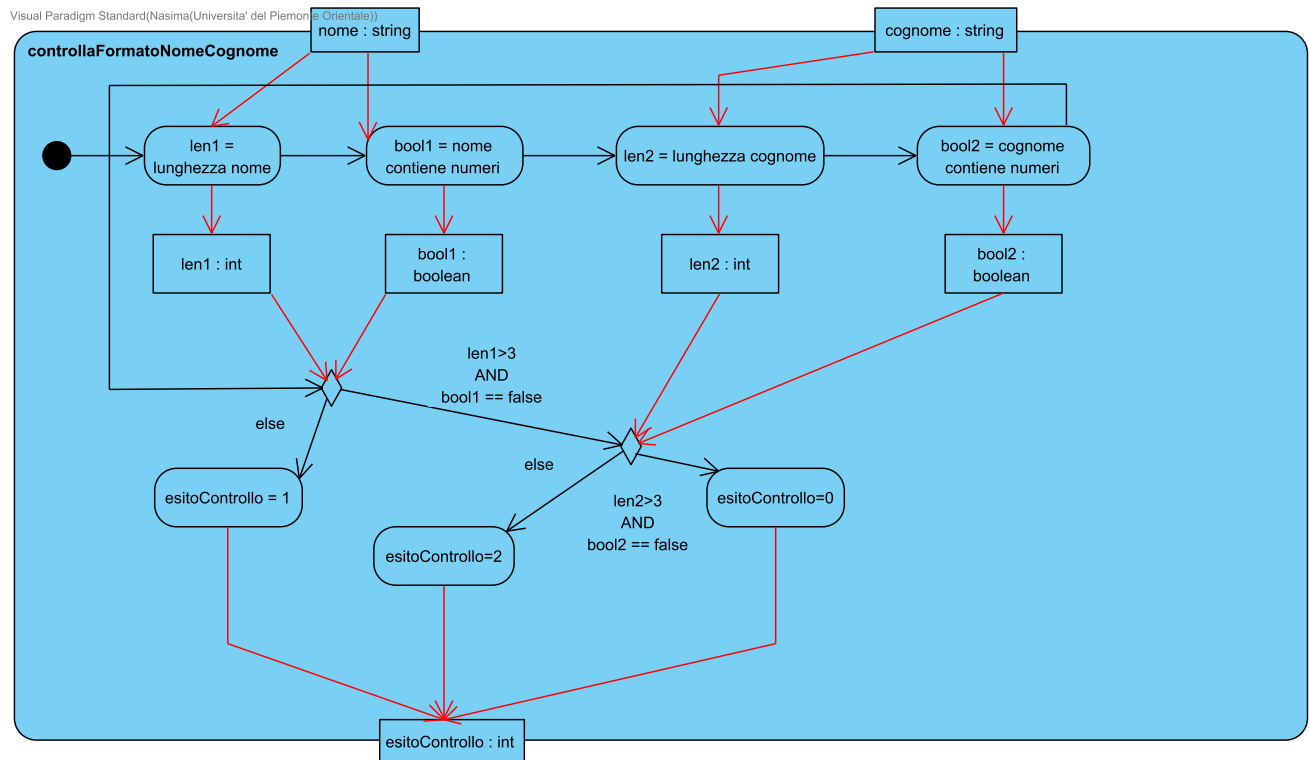 Visual Paradigm Standard(Nasima(Universita' del Piemonte Orientale))
nome : string
cognome : string
controllaFormatoNomeCognome
len1 =
lunghezza nome
bool1 = nome
contiene numeri
len2 = lunghezza cognome
bool2 = cognome
contiene numeri
len1 : int
bool1 :
boolean
len2 : int
bool2 :
boolean
len1>3
AND
bool1 == false
else
else
esitoControllo = 1
esitoControllo=0
len2>3
AND
bool2 == false
esitoControllo=2
esitoControllo : int